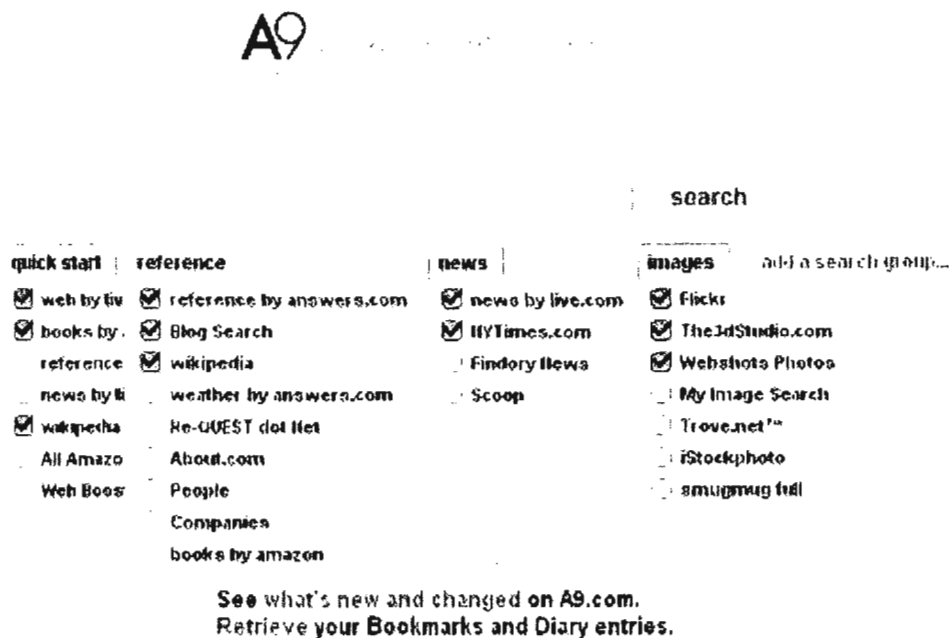 A9
search
quick start
reference
news
images
add a search group...
web by liv
books by
reference
news by li
wikipedia
All Amazo
Web Boos
reference by answers.com
Blog Search
wikipedia
weather by answers.com
Re-QUEST dot Net
About.com
People
Companies
books by amazon
news by live.com
NYTimes.com
Findory News
Scoop
Flickr
The3dStudio.com
Webshots Photos
My Image Search
Trove.net™
iStockphoto
smugmug full
See what's new and changed on A9.com.
Retrieve your Bookmarks and Diary entries.